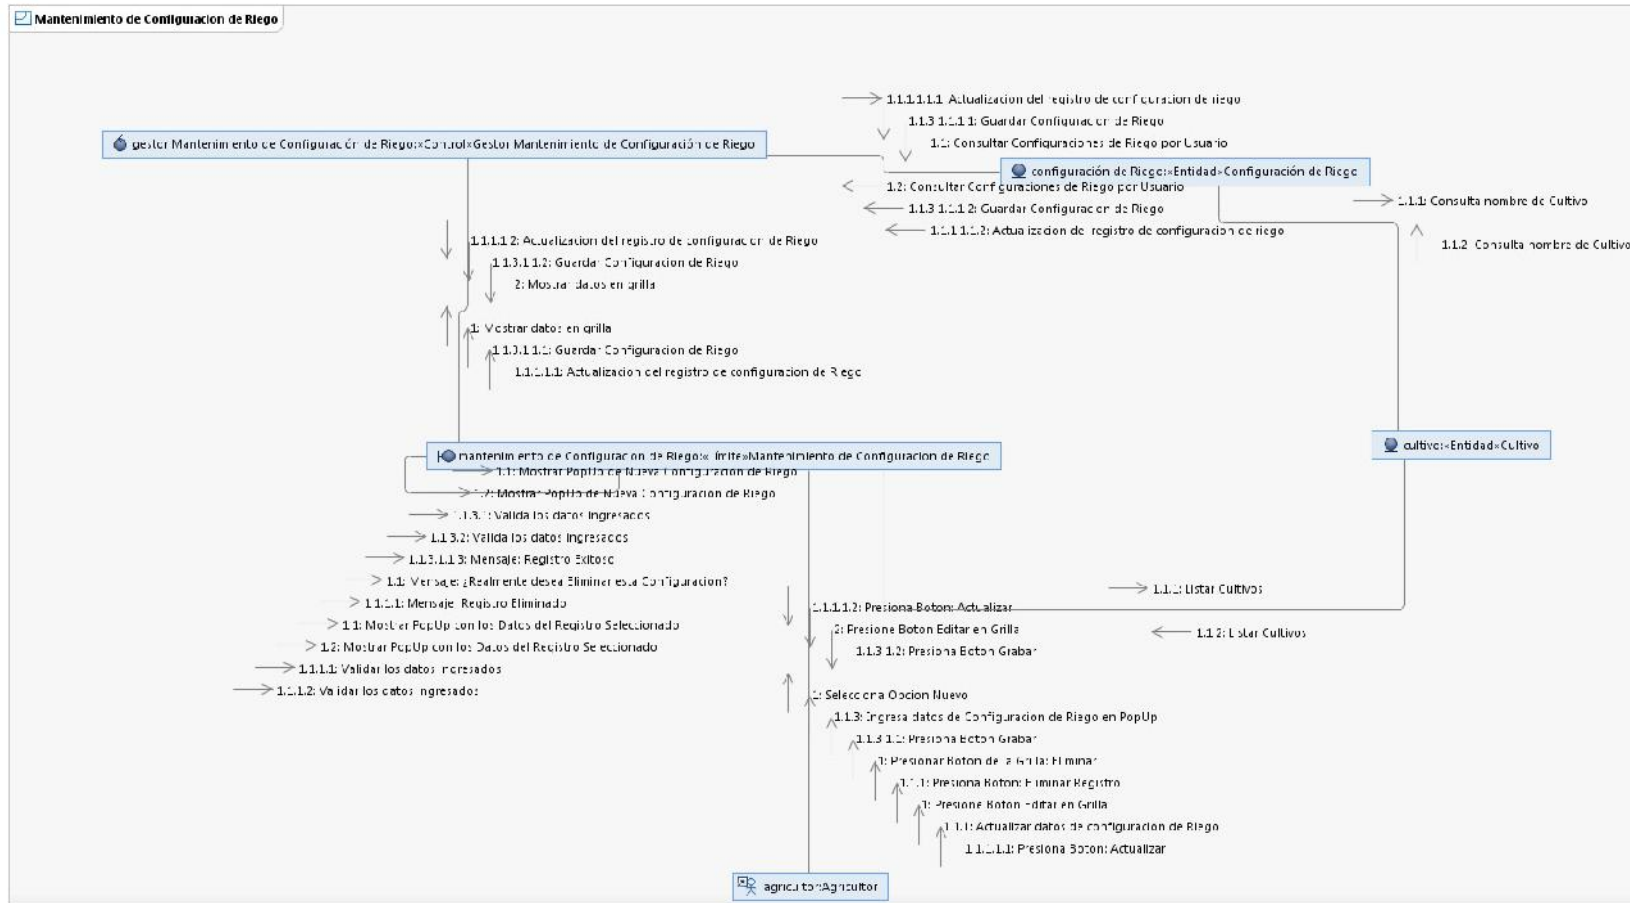 Mantenimiento de Configuracion de Riego
1.1.1.1.1.1: Actualizacion del registro de configuracion de riego
1.1.3.1.1.1.1: Guardar Configuracion de Riego
1.1: Consultar Configuraciones de Riego por Usuario
gestor Mantenimiento de Configuración de Riego:«Control»Gestor Mantenimiento de Configuración de Riego
configuración de Riego:«Entidad»Configuración de Riego
1.2: Consultar Configuraciones de Riego por Usuario
1.1.1: Consulta nombre de Cultivo
1.1.3.1.1.1.2: Guardar Configuracion de Riego
1.1.1.1.1.2: Actualizacion del registro de configuracion de riego
1.1.2: Consulta nombre de Cultivo
1.1.1.1.2: Actualizacion del registro de configuracion de Riego
1.1.3.1.1.2: Guardar Configuracion de Riego
2: Mostrar datos en grilla
1: Mostrar datos en grilla
1.1.3.1.1.1: Guardar Configuracion de Riego
1.1.1.1.1: Actualizacion del registro de configuracion de Riego
mantenimiento de Configuracion de Riego:«Límite»Mantenimiento de Configuracion de Riego
cultivo:«Entidad»Cultivo
1.1: Mostrar PopUp de Nueva Configuracion de Riego
1.2: Mostrar PopUp de Nueva Configuracion de Riego
1.1.3.1: Valida los datos ingresados
1.1.3.2: Valida los datos ingresados
1.1.3.1.1.3: Mensaje: Registro Exitoso
1.1: Mensaje: ¿Realmente desea Eliminar esta Configuracion?
1.1.1.1: Mensaje: Registro Eliminado
1.1: Mostrar PopUp con los Datos del Registro Seleccionado
1.2: Mostrar PopUp con los Datos del Registro Seleccionado
1.1.1.1: Validar los datos ingresados
1.1.1.2: Validar los datos ingresados
1.1.1: Listar Cultivos
1.1.1.1.2: Presiona Boton: Actualizar
2: Presione Boton Editar en Grilla
1.1.2: Listar Cultivos
1.1.3.1.2: Presiona Boton Grabar
1: Selecciona Opcion Nuevo
1.1.3: Ingresa datos de Configuracion de Riego en PopUp
1.1.3.1.1: Presiona Boton Grabar
1: Presionar Boton de la Grilla: Eliminar
1.1.1: Presiona Boton: Eliminar Registro
1: Presione Boton Editar en Grilla
1.1.1: Actualizar datos de configuracion de Riego
1.1.1.1.1: Presiona Boton: Actualizar
agricultor:Agricultor